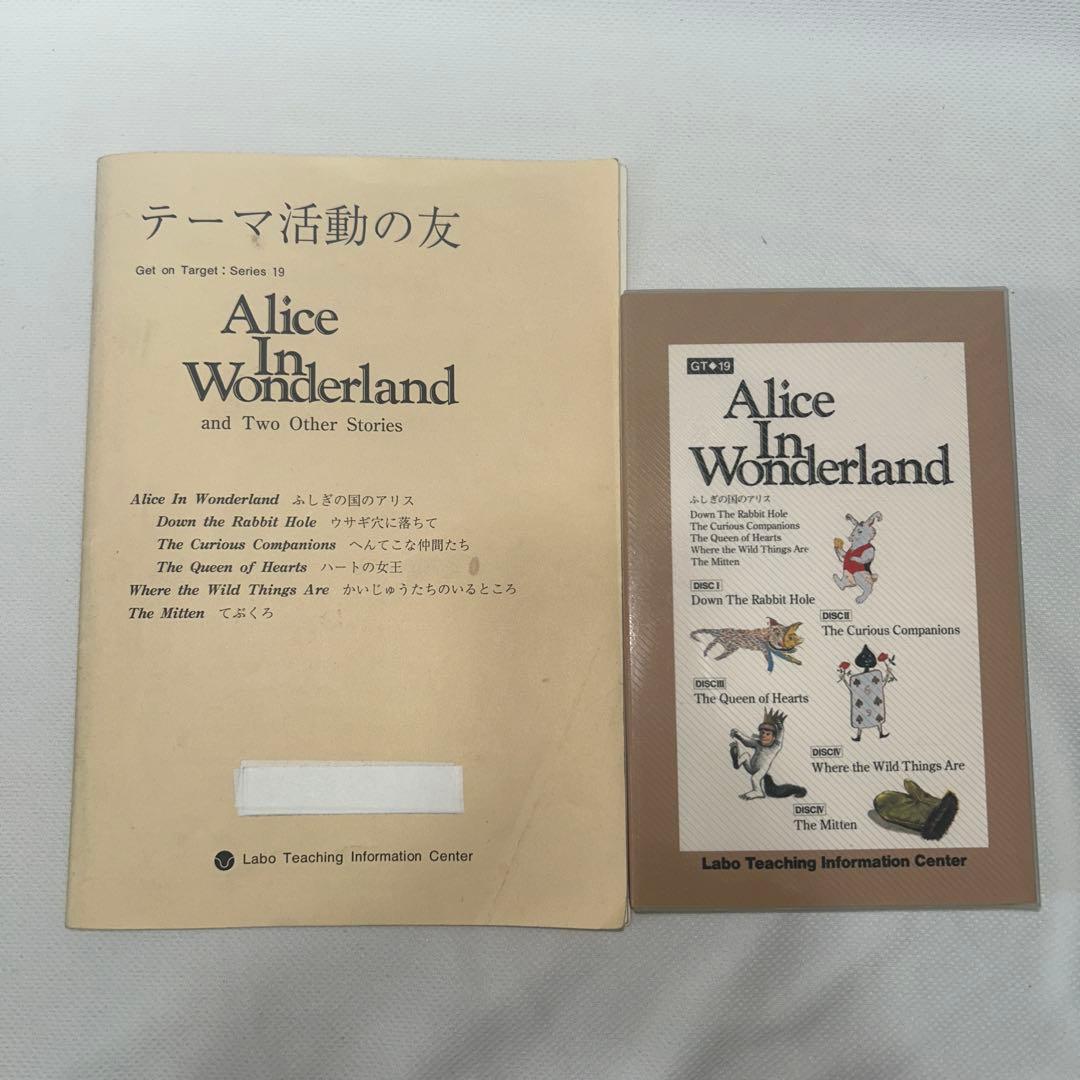 テーマ活動の友
Get on Target : Series 19
Alice
In
Wonderland
and Two Other Stories
Alice In Wonderland ふしぎの国のアリス
Down the Rabbit Hole ウサギ穴に落ちて
The Curious Companions へんてこな仲間たち
The Queen of Hearts ハートの女王
Where the Wild Things Are かいじゅうたちのいるところ
The Mitten てぶくろ
Labo Teaching Information Center
GT◆19
Alice
In
Wonderland
ふしぎの国のアリス
Down The Rabbit Hole
The Curious Companions
The Queen of Hearts
Where the Wild Things Are
The Mitten
DISC I
Down The Rabbit Hole
DISC II
The Curious Companions
DISC III
The Queen of Hearts
DISC IV
Where the Wild Things Are
DISC IV
The Mitten
Labo Teaching Information Center